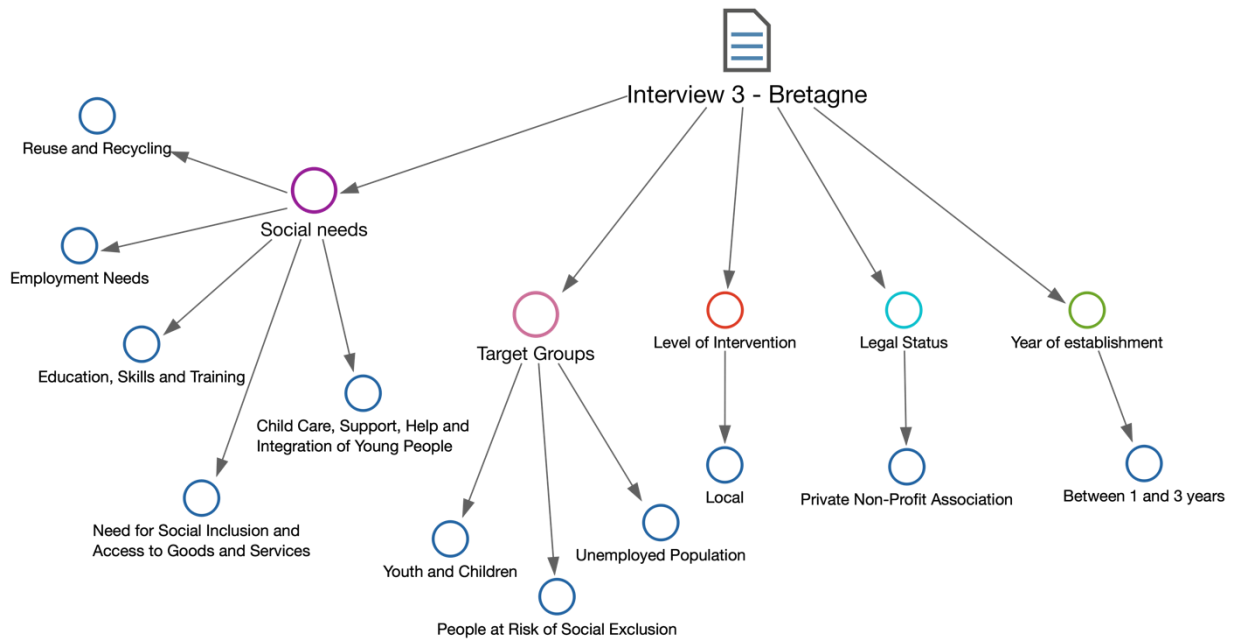 Interview 3 - Bretagne
Reuse and Recycling
Social needs
Employment Needs
Education, Skills and Training
Child Care, Support, Help and
Integration of Young People
Need for Social Inclusion and
Access to Goods and Services
Target Groups
Youth and Children
People at Risk of Social Exclusion
Unemployed Population
Level of Intervention
Local
Legal Status
Private Non-Profit Association
Year of establishment
Between 1 and 3 years